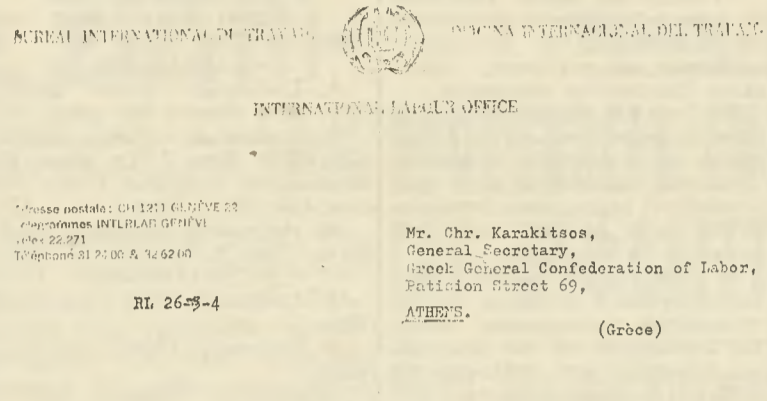 BUREAU INTERNATIONAL DU TRAVAIL
OFICINA INTERNACIONAL DEL TRABAJO
INTERNATIONAL LABOUR OFFICE
Adresse postale: CH 1211 GENÈVE 22
Télégrammes INTERLAB GENÈVE
Télex 22.271
Téléphone 31 24 00 & 32 62 00
RL 26-3-4
Mr. Chr. Karakitsos,
General Secretary,
Greek General Confederation of Labor,
Patision Street 69,
ATHENS.
(Grèce)